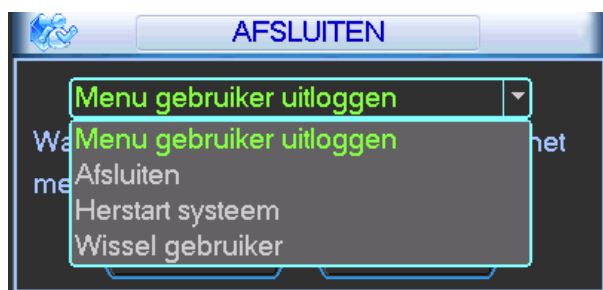 AFSLUITEN
Menu gebruiker uitloggen
Menu gebruiker uitloggen
Afsluiten
Herstart systeem
Wissel gebruiker